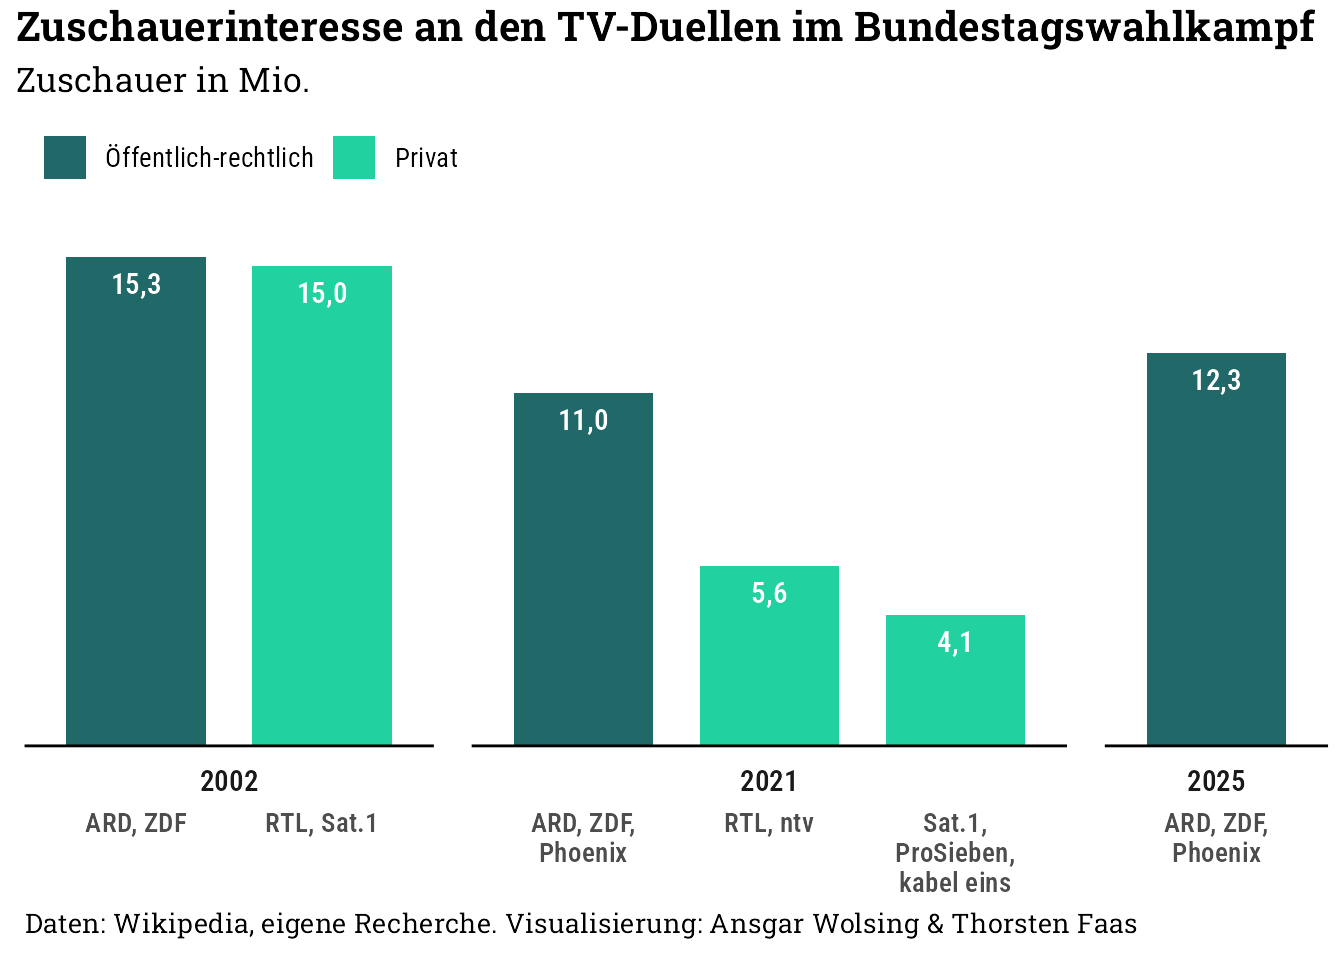 Zuschauerinteresse an den TV-Duellen im Bundestagswahlkampf
Zuschauer in Mio.
Öffentlich-rechtlich
Privat
15,3
15,0
11,0
5,6
4,1
12,3
2002
2021
2025
ARD, ZDF
RTL, Sat.1
ARD, ZDF,
Phoenix
RTL, ntv
Sat.1,
ProSieben,
kabel eins
ARD, ZDF,
Phoenix
Daten: Wikipedia, eigene Recherche. Visualisierung: Ansgar Wolsing & Thorsten Faas